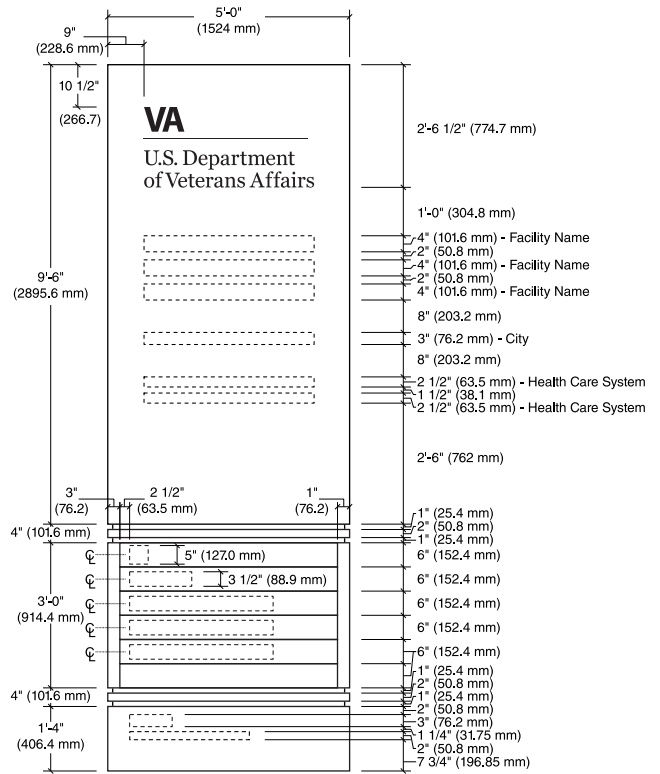 5'-0"
(1524 mm)
9"
(228.6 mm)
10 1/2"
(266.7)
VA
U.S. Department
of Veterans Affairs
9'-6"
(2895.6 mm)
2'-6 1/2" (774.7 mm)
1'-0" (304.8 mm)
4" (101.6 mm) - Facility Name
2" (50.8 mm)
4" (101.6 mm) - Facility Name
2" (50.8 mm)
4" (101.6 mm) - Facility Name
8" (203.2 mm)
3" (76.2 mm) - City
8" (203.2 mm)
2 1/2" (63.5 mm) - Health Care System
1 1/2" (38.1 mm)
2 1/2" (63.5 mm) - Health Care System
2'-6" (762 mm)
3"
(76.2)
2 1/2"
(63.5 mm)
1"
(76.2)
4" (101.6 mm)
1" (25.4 mm)
2" (50.8 mm)
1" (25.4 mm)
℄
5" (127.0 mm)
6" (152.4 mm)
℄
3 1/2" (88.9 mm)
6" (152.4 mm)
3'-0"
(914.4 mm)
℄
6" (152.4 mm)
℄
6" (152.4 mm)
℄
6" (152.4 mm)
4" (101.6 mm)
1" (25.4 mm)
2" (50.8 mm)
1" (25.4 mm)
2" (50.8 mm)
1'-4"
(406.4 mm)
3" (76.2 mm)
1 1/4" (31.75 mm)
2" (50.8 mm)
7 3/4" (196.85 mm)